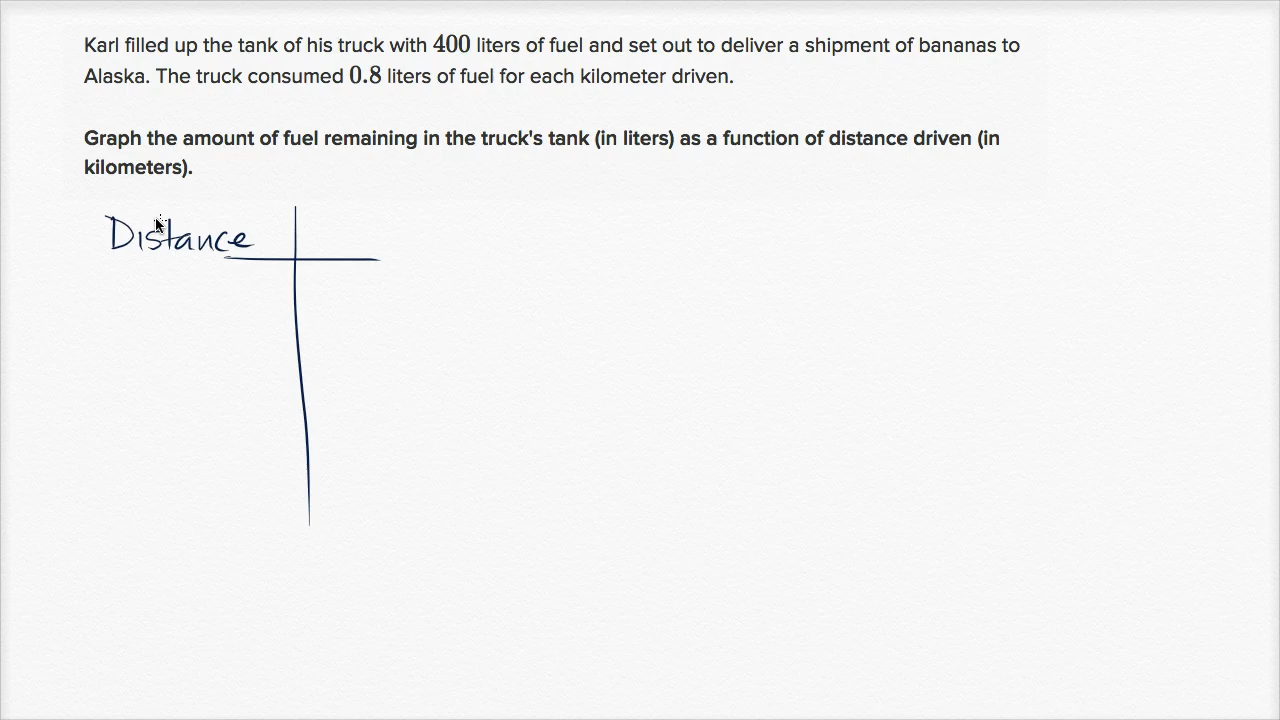 Karl filled up the tank of his truck with 400 liters of fuel and set out to deliver a shipment of bananas to
Alaska. The truck consumed 0.8 liters of fuel for each kilometer driven.
Graph the amount of fuel remaining in the truck's tank (in liters) as a function of distance driven (in
kilometers).
Distance